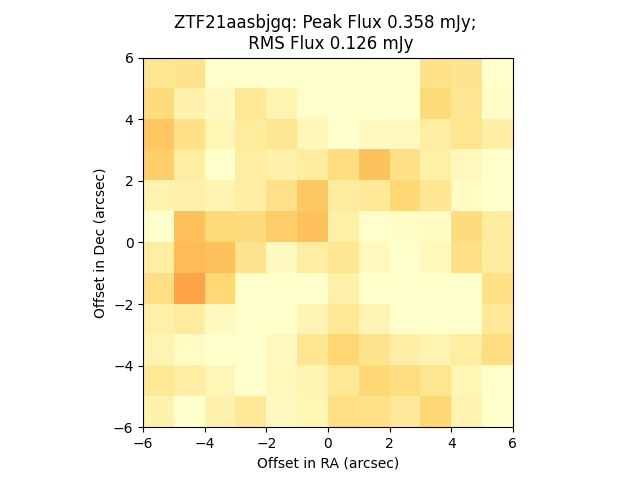 ZTF21aasbjgq: Peak Flux 0.358 mJy;
RMS Flux 0.126 mJy
6
4
2
0
−2
−4
−6
Offset in Dec (arcsec)
−6 −4 −2 0 2 4 6
Offset in RA (arcsec)